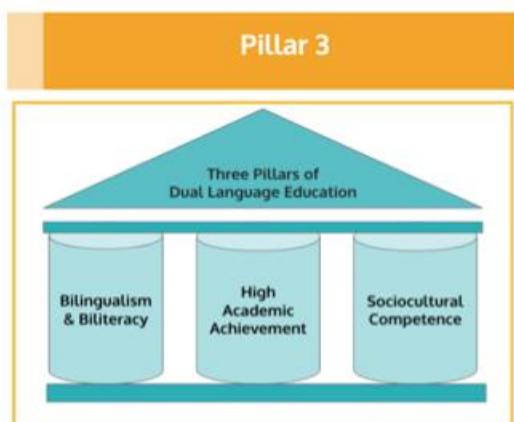 Pillar 3
Three Pillars of
Dual Language Education
Bilingualism
& Biliteracy
High
Academic
Achievement
Sociocultural
Competence